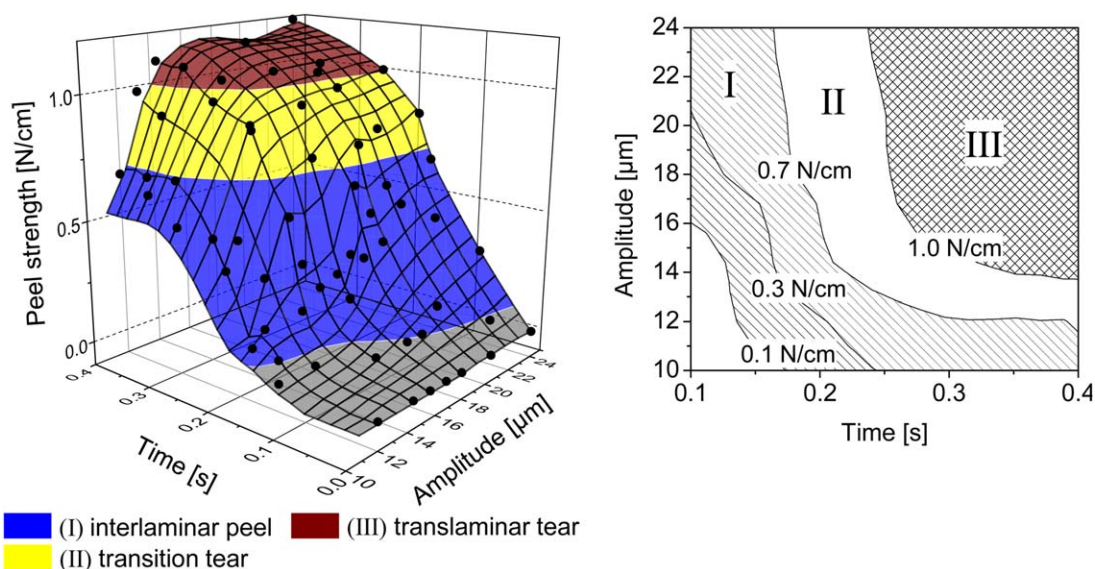 Peel strength [N/cm]
1.0
0.5
0.0
0.4
0.3
0.2
0.1
0.0
Time [s]
10
12
14
16
18
20
22
24
Amplitude [µm]
(I) interlaminar peel
(III) translaminar tear
(II) transition tear
Amplitude [µm]
24
22
20
18
16
14
12
10
I
II
III
0.7 N/cm
1.0 N/cm
0.3 N/cm
0.1 N/cm
0.1
0.2
0.3
0.4
Time [s]